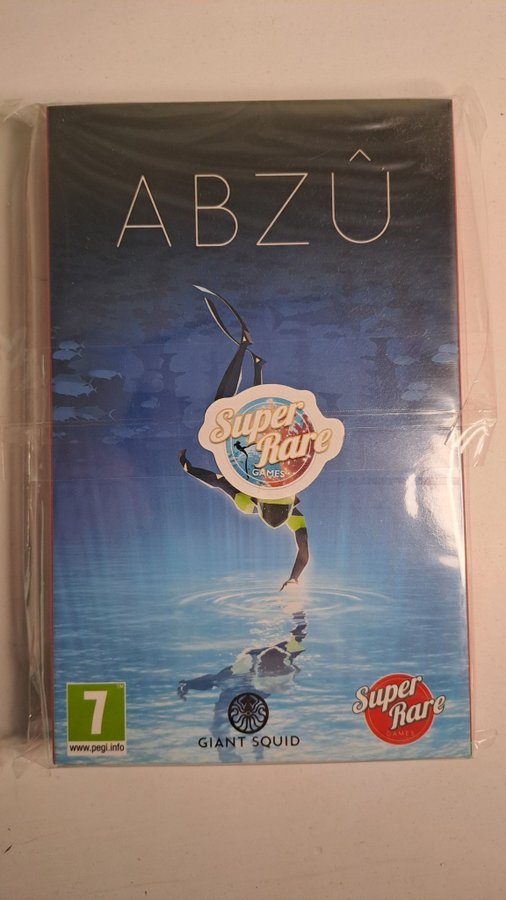 ABZÛ
Super
Rare
GAMES
7
www.pegi.info
GIANT SQUID
Super
Rare
GAMES